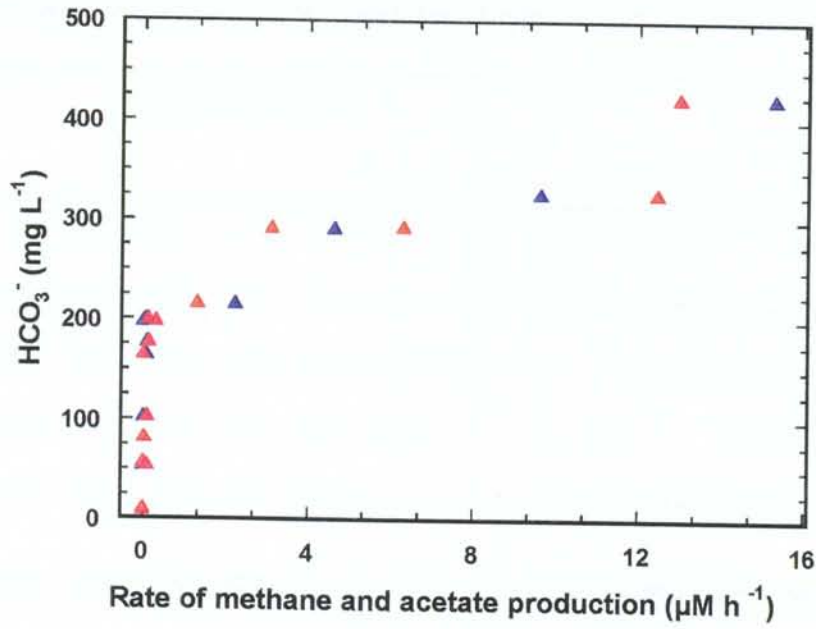 500
400
300
200
100
0
HCO₃⁻ (mg L⁻¹)
0 4 8 12 16
Rate of methane and acetate production (µM h ⁻¹)